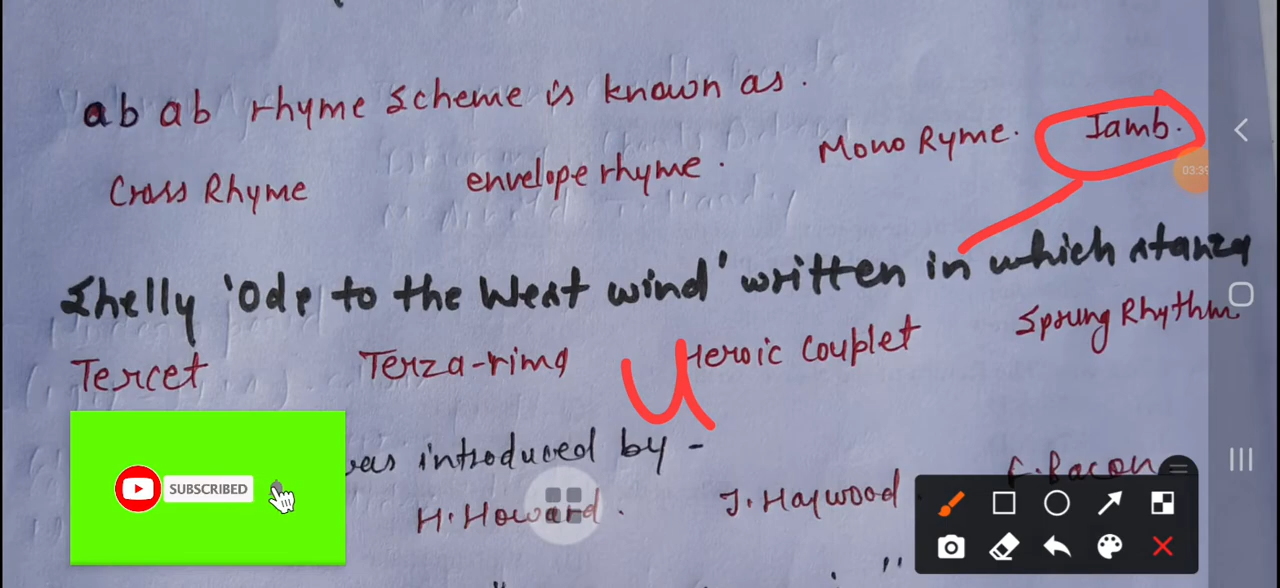 ab ab rhyme scheme is known as.
Cross Rhyme envelope rhyme. Mono Ryme. Iamb.
03:39
Shelly 'Ode to the West wind' written in which stanza
Tercet Terza-rima Heroic Couplet Sprung Rhythm
was introduced by -
SUBSCRIBED
H. Howard. J. Haywood. F. Bacon